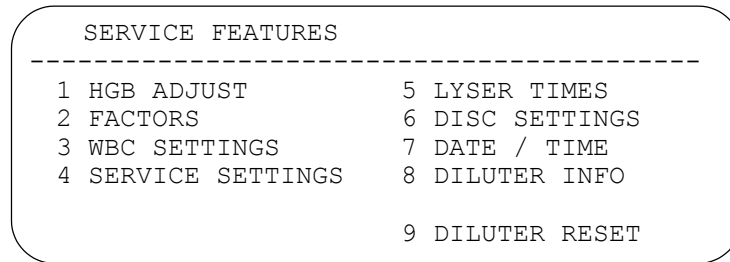 SERVICE FEATURES
--------------------------------------------
1 HGB ADJUST 5 LYSER TIMES
2 FACTORS 6 DISC SETTINGS
3 WBC SETTINGS 7 DATE / TIME
4 SERVICE SETTINGS 8 DILUTER INFO
9 DILUTER RESET